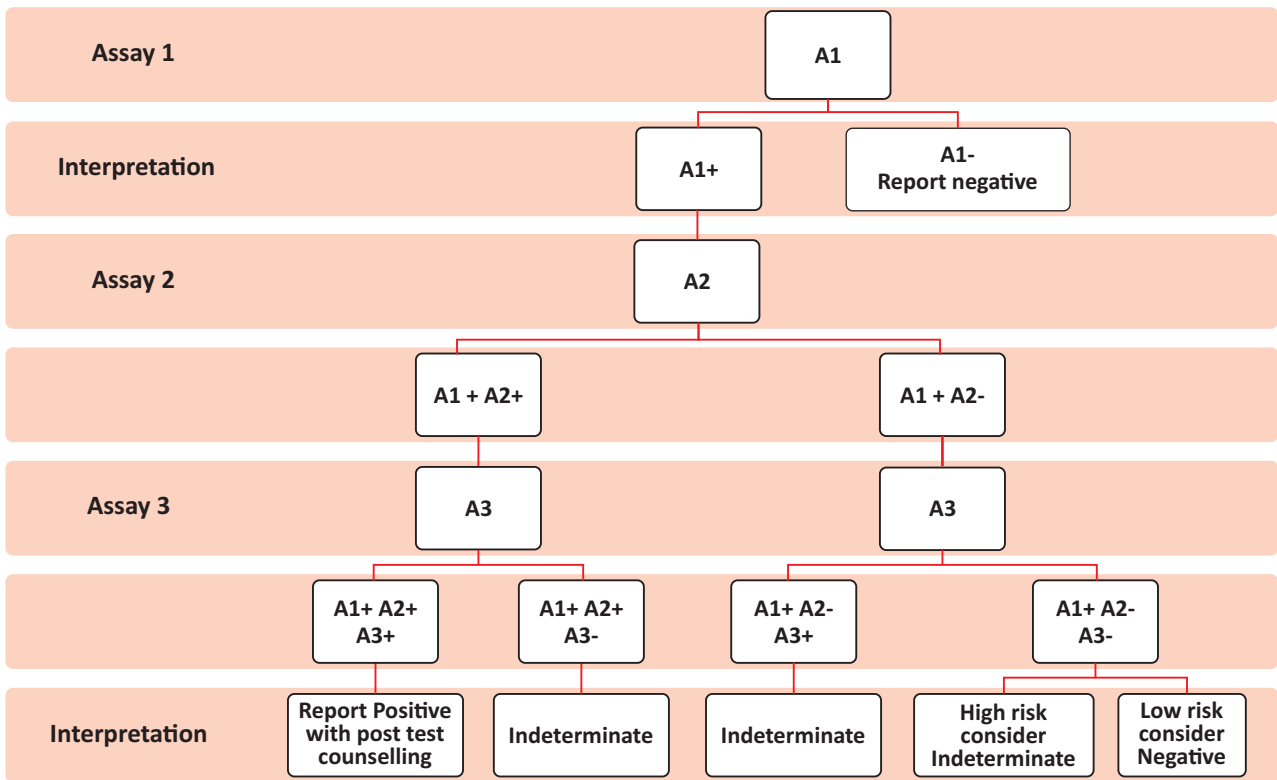 Assay 1
A1
Interpretation
A1+
A1-
Report negative
Assay 2
A2
A1 + A2+
A1 + A2-
Assay 3
A3
A3
A1+ A2+
A3+
A1+ A2+
A3-
A1+ A2-
A3+
A1+ A2-
A3-
Interpretation
Report Positive
with post test
counselling
Indeterminate
Indeterminate
High risk
consider
Indeterminate
Low risk
consider
Negative